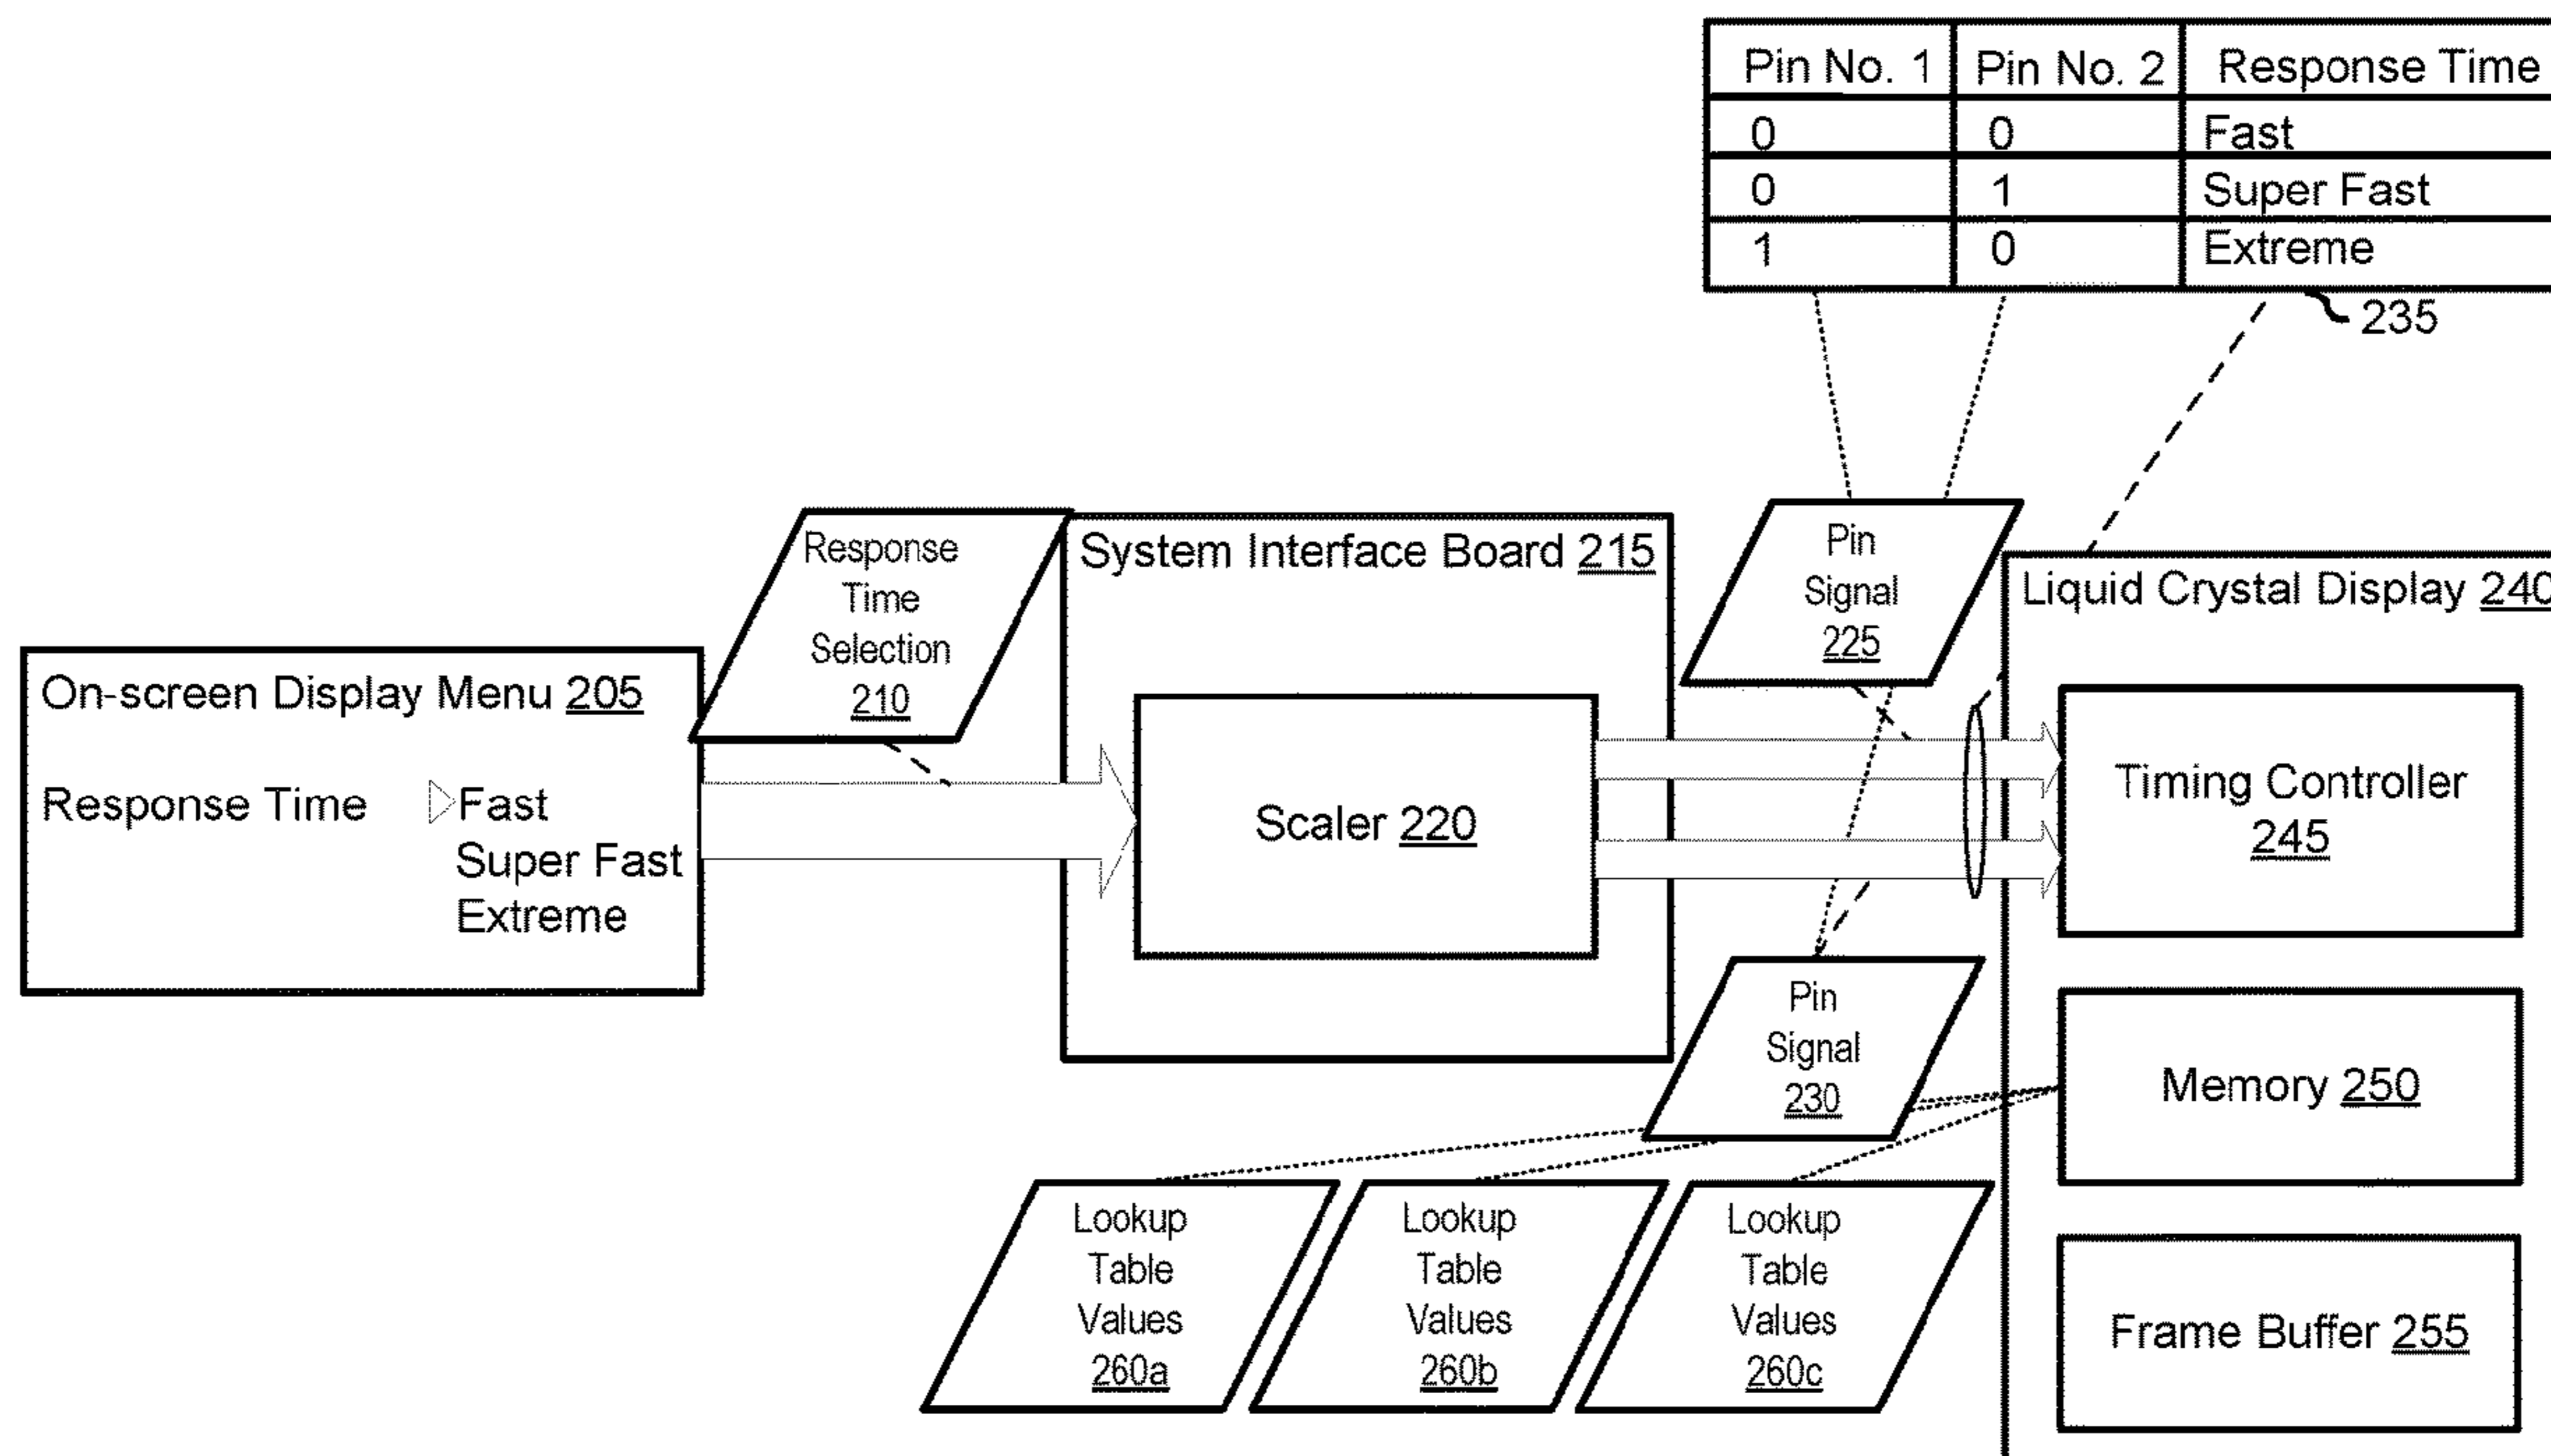 Pin No. 1 Pin No. 2 Response Time
0 0 Fast
0 1 Super Fast
1 0 Extreme
235
Response
Time
Selection
210
System Interface Board 215
Pin
Signal
225
Liquid Crystal Display 240
On-screen Display Menu 205
Response Time Fast
Super Fast
Extreme
Scaler 220
Timing Controller
245
Pin
Signal
230
Memory 250
Lookup
Table
Values
260a
Lookup
Table
Values
260b
Lookup
Table
Values
260c
Frame Buffer 255